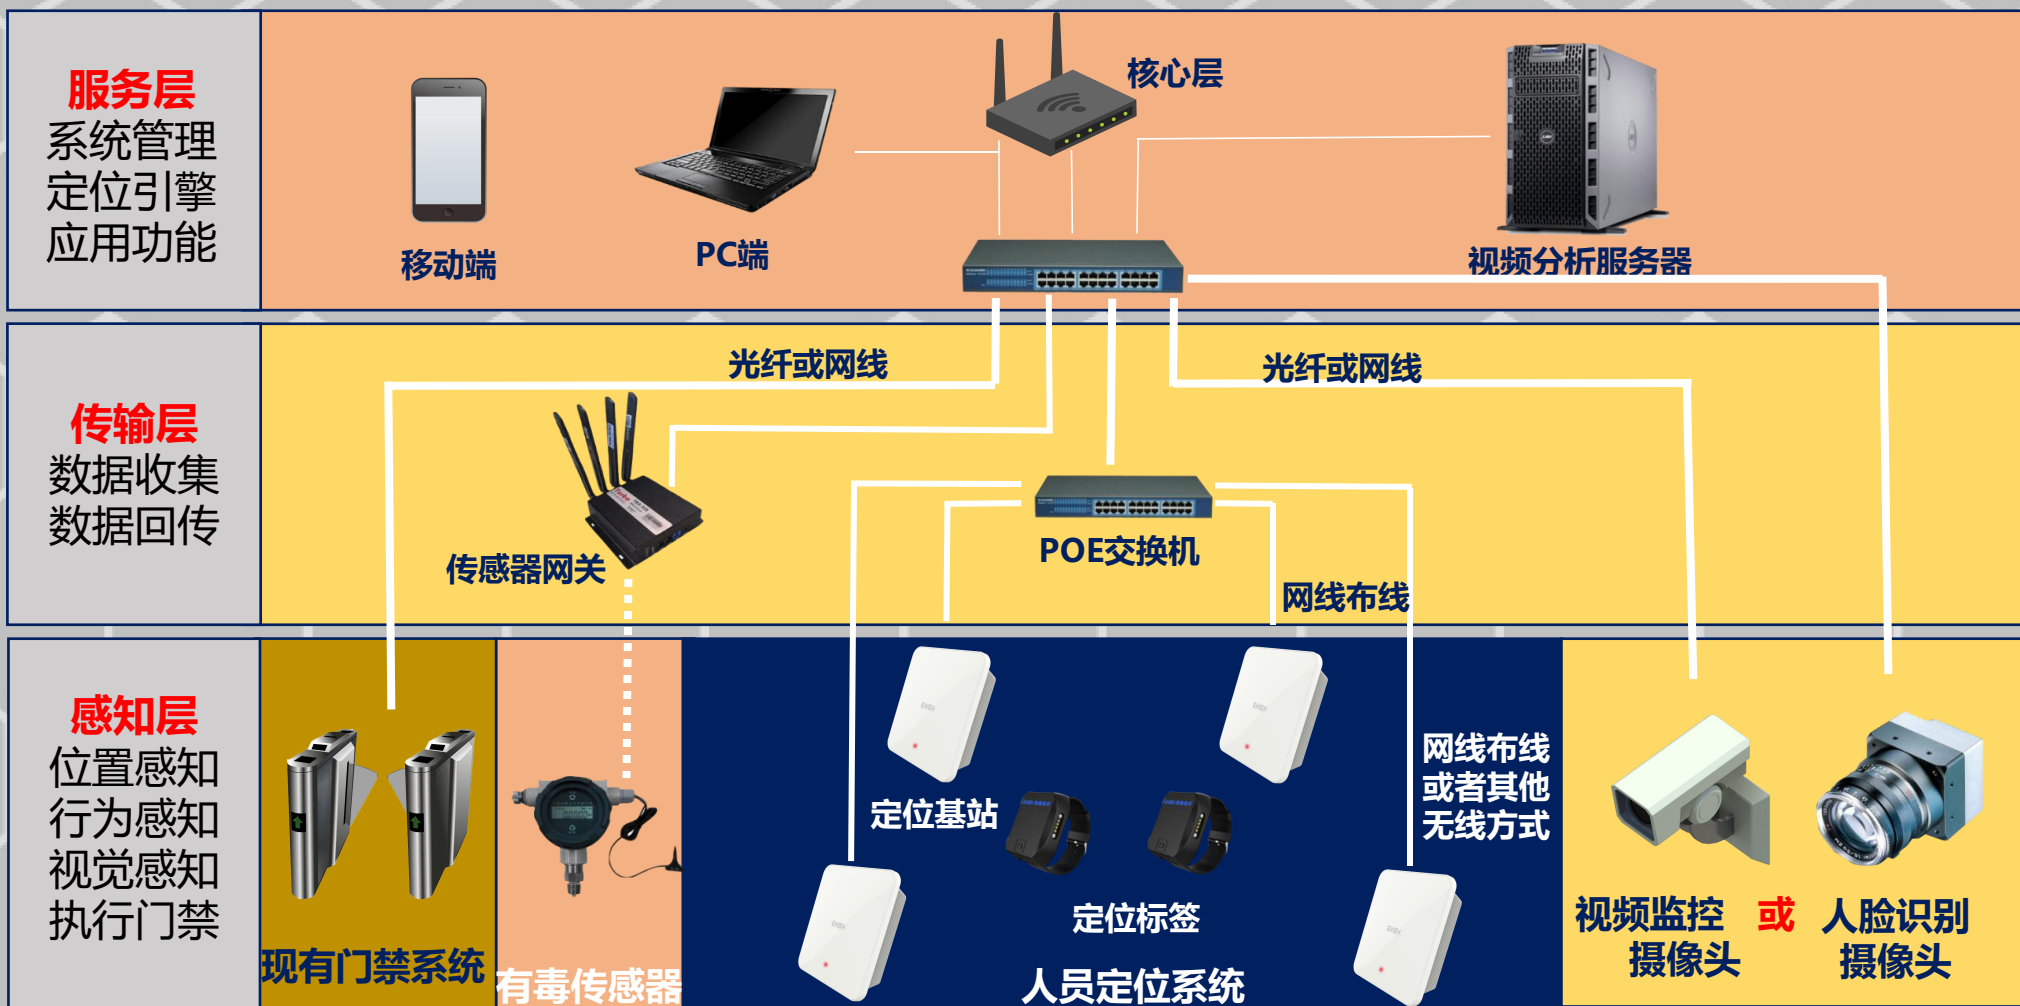 服务层
系统管理
定位引擎
应用功能
核心层
移动端
PC端
视频分析服务器
传输层
数据收集
数据回传
光纤或网线
光纤或网线
传感器网关
POE交换机
网线布线
感知层
位置感知
行为感知
视觉感知
执行门禁
现有门禁系统
有毒传感器
定位基站
定位标签
人员定位系统
网线布线
或者其他
无线方式
视频监控
摄像头
或
人脸识别
摄像头